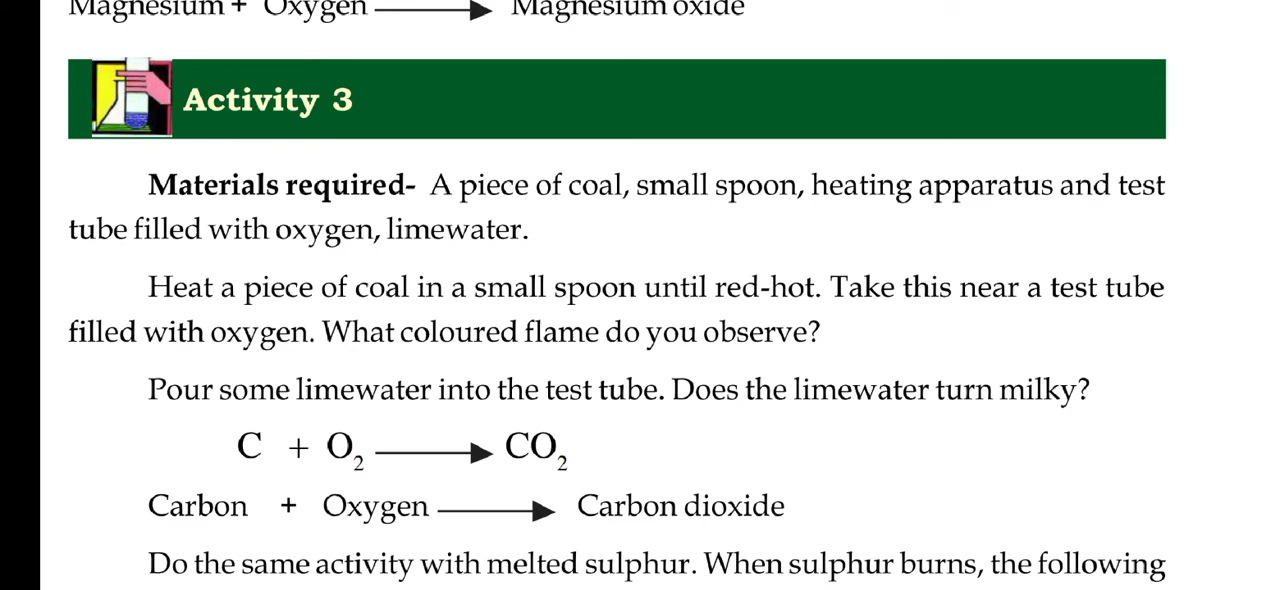 Magnesium + Oxygen ⟶ Magnesium oxide
Activity 3
Materials required- A piece of coal, small spoon, heating apparatus and test
tube filled with oxygen, limewater.
Heat a piece of coal in a small spoon until red-hot. Take this near a test tube
filled with oxygen. What coloured flame do you observe?
Pour some limewater into the test tube. Does the limewater turn milky?
C + O₂ ⟶ CO₂
Carbon + Oxygen ⟶ Carbon dioxide
Do the same activity with melted sulphur. When sulphur burns, the following